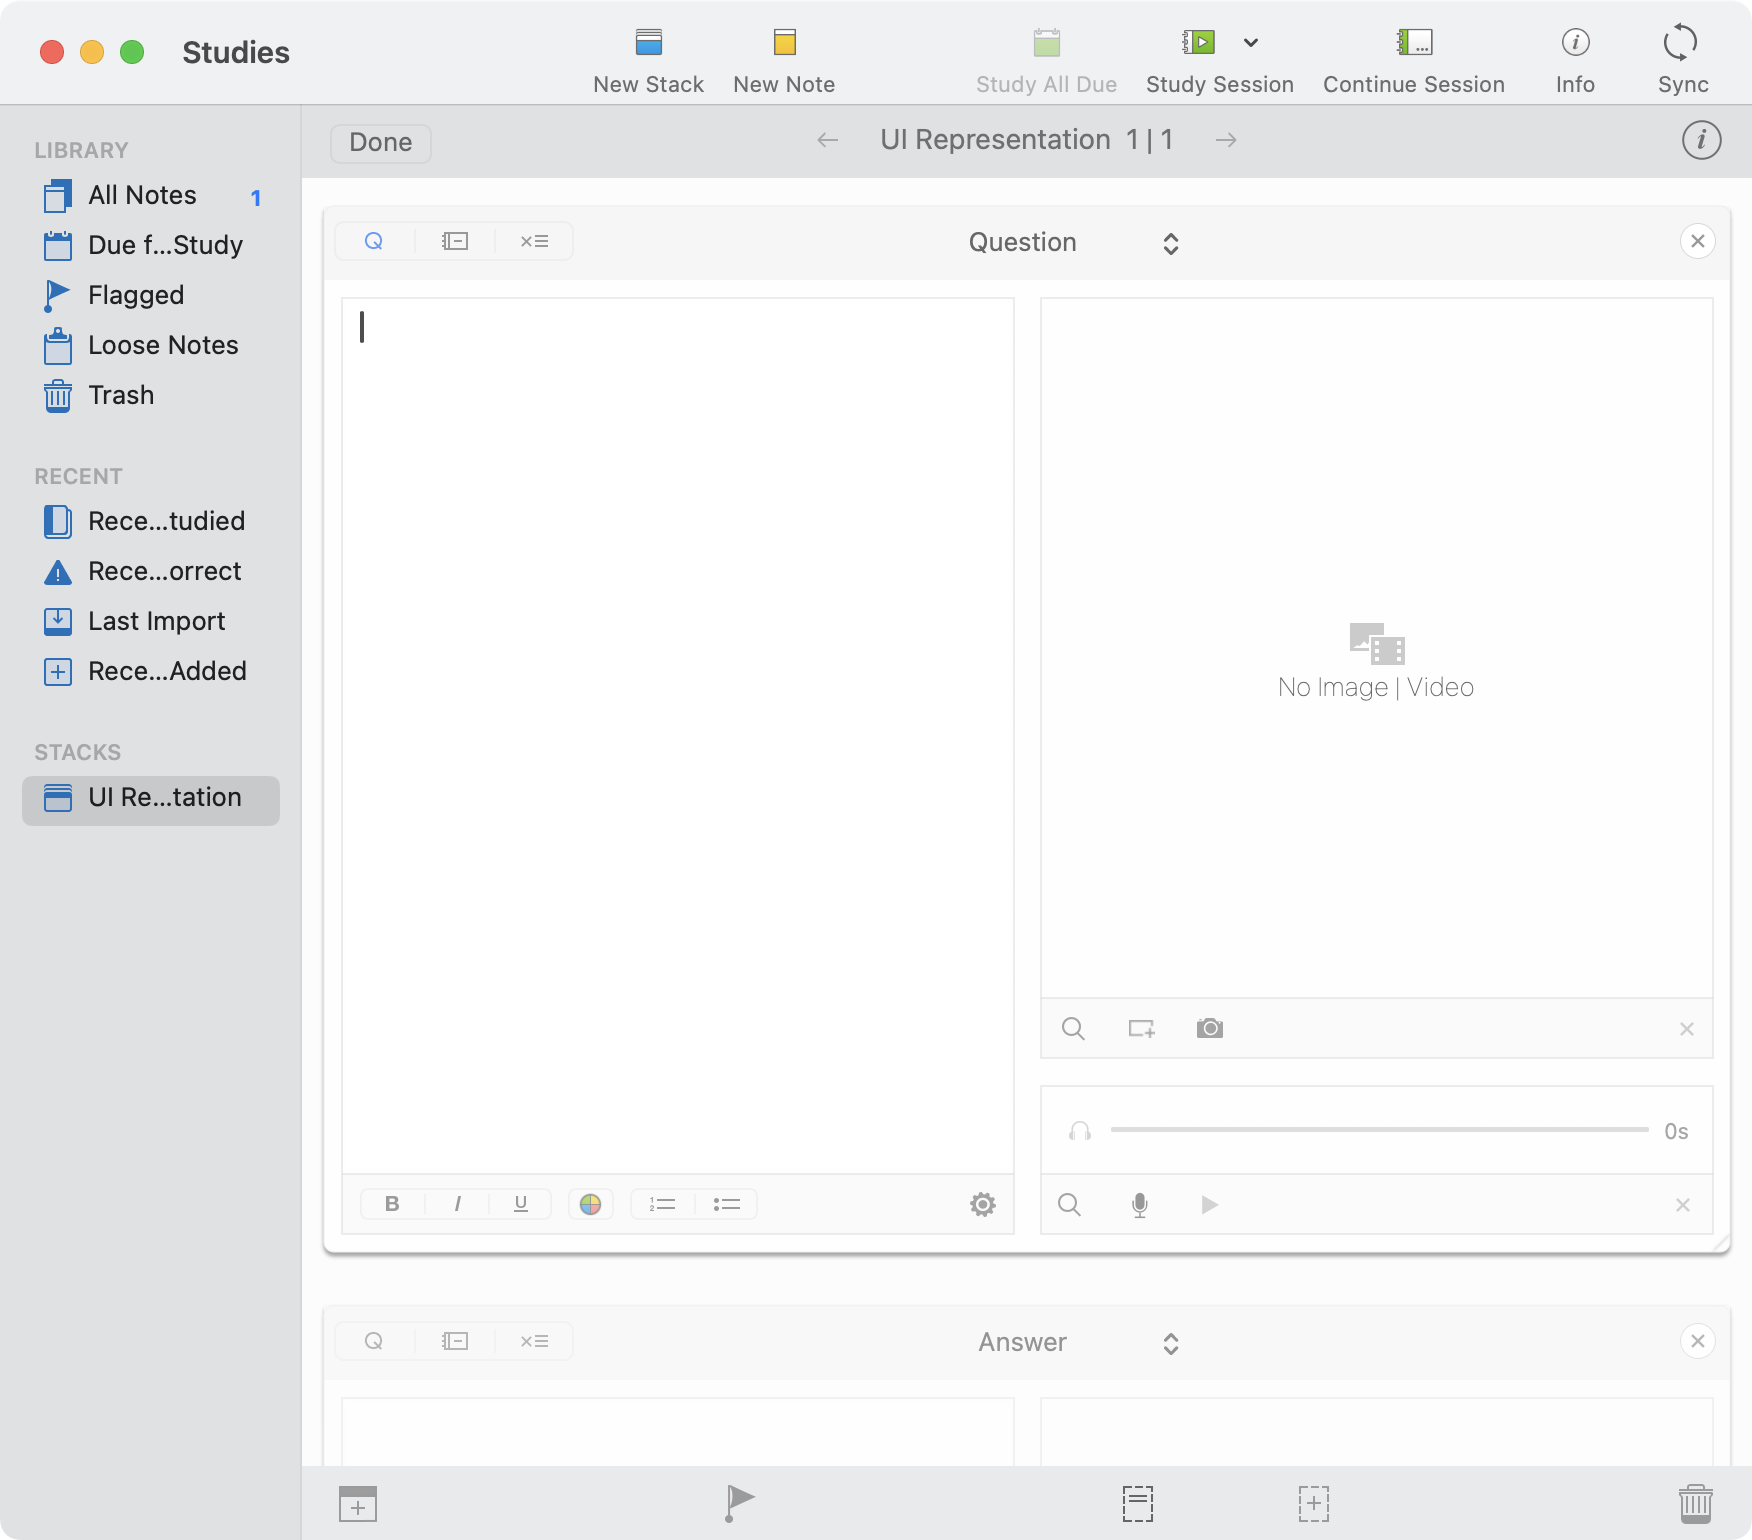 Studies
New Stack
New Note
Study All Due
Study Session
Continue Session
Info
Sync
LIBRARY
All Notes 1
Due f...Study
Flagged
Loose Notes
Trash
RECENT
Rece...tudied
Rece...orrect
Last Import
Rece...Added
STACKS
UI Re...tation
Done
UI Representation 1 | 1
Q
Question
No Image | Video
0s
B I U
Q
Answer